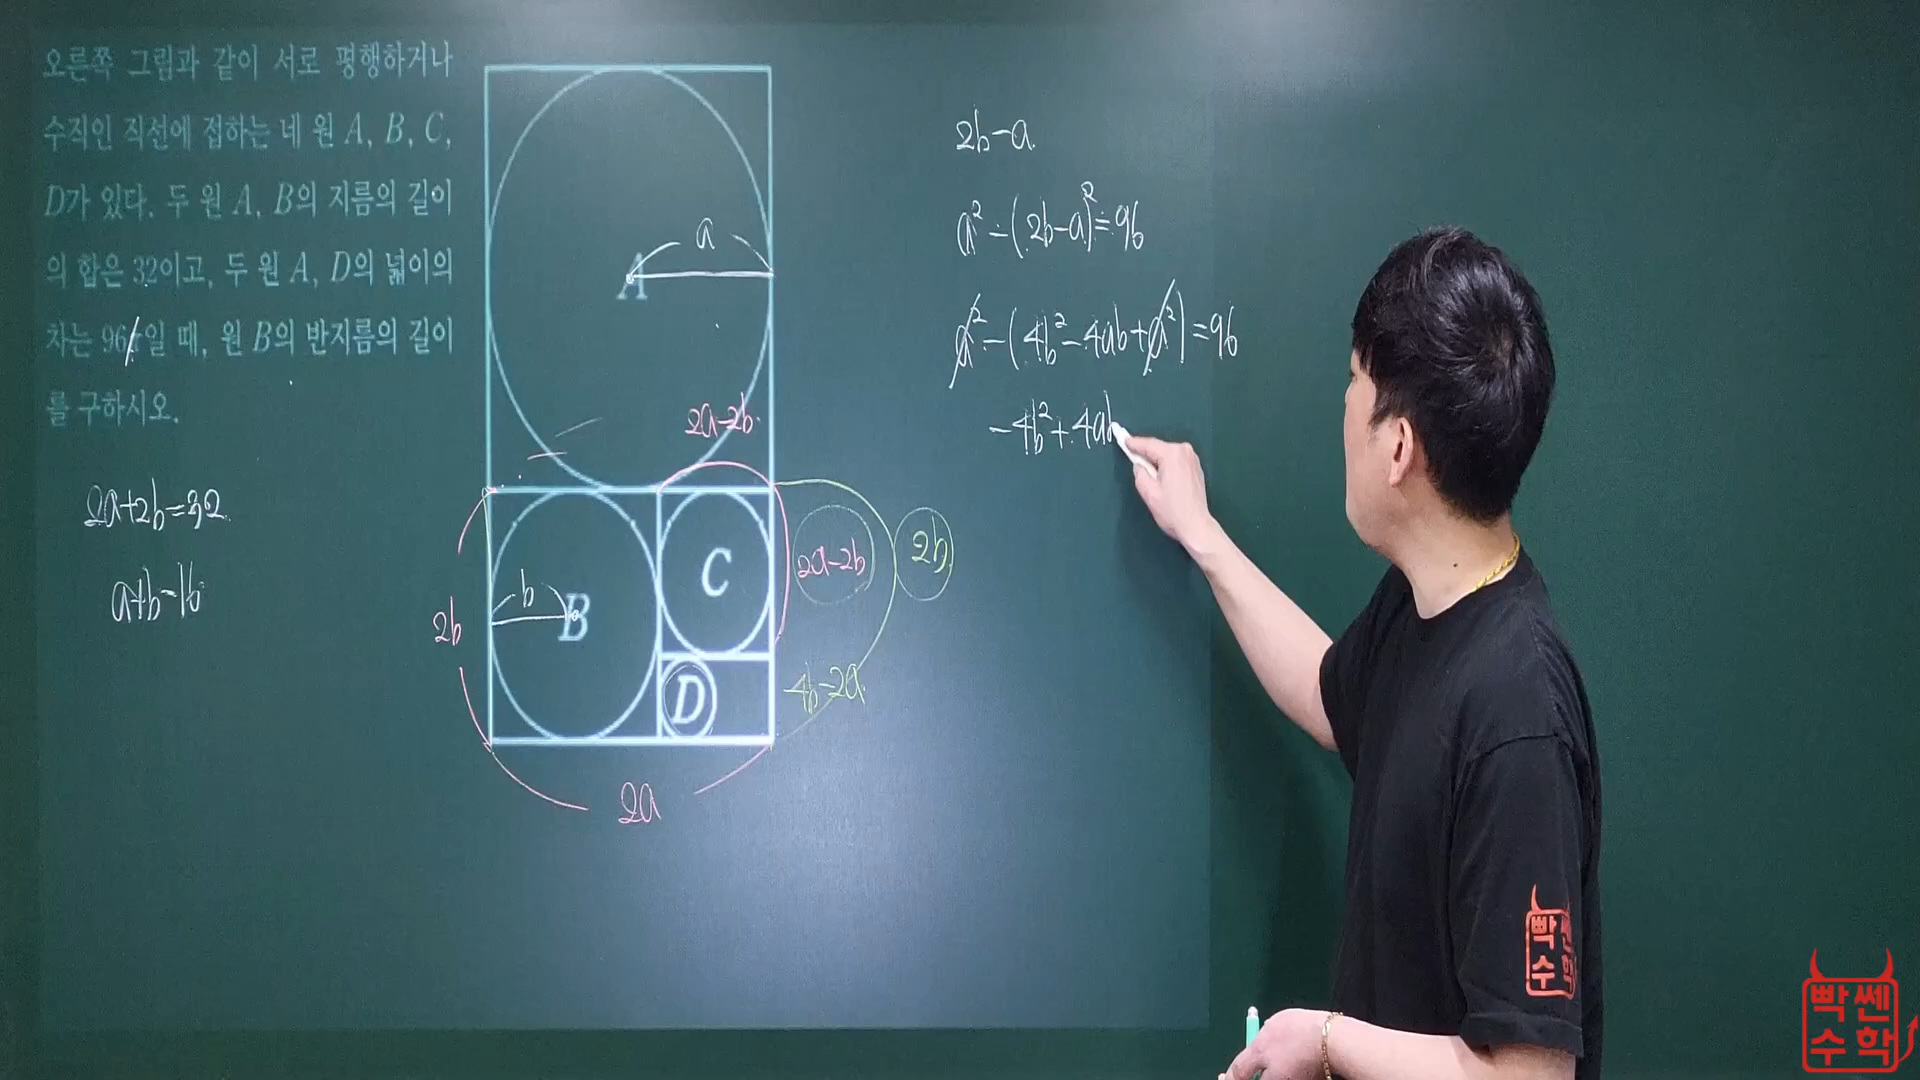 오른쪽 그림과 같이 서로 평행하거나
수직인 직선에 접하는 네 원 A, B, C,
D가 있다. 두 원 A, B의 지름의 길이
의 합은 32이고, 두 원 A, D의 넓이의
차는 96π일 때, 원 B의 반지름의 길이
를 구하시오.
2a+2b=32
a+b=16
A
a
2a-2b
B
b
C
D
2b
2a
2a-2b
2b
4b-2a
2b-a
a²-(2b-a)²=96
a²-(4b²-4ab+a²)=96
-4b²+4ab
빡쎈
수학
빡쎈
수학